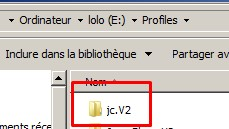 ▸ Ordinateur ▸ lolo (E:) ▸ Profiles ▸
Inclure dans la bibliothèque ▾ Partager av
Nom
jc.V2
ments réce